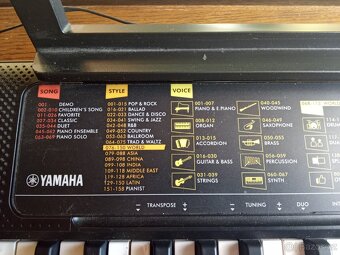 SONG
001 DEMO
002-010 CHILDREN'S SONG
011-026 FAVORITE
027-034 CLASSIC
035-044 DUET
045-062 PIANO ENSEMBLE
063-069 PIANO SOLO
STYLE
001-015 POP & ROCK
016-021 BALLAD
022-033 DANCE & DISCO
034-041 SWING & JAZZ
042-048 R&B
049-052 COUNTRY
053-063 BALLROOM
064-075 TRAD & WALTZ
WORLD
079-088 ASIA
089-098 CHINA
099-108 INDIA
109-118 MIDDLE EAST
119-128 AFRICA
129-150 LATIN
151-158 PIANIST
VOICE
001-007
PIANO & E.PIANO
008-012
ORGAN
013-015
ACCORDION
016-030
GUITAR & BASS
031-039
STRINGS
040-045
WOODWIND
046-049
SAXOPHONE
050-055
BRASS
056-059
PERCUSSION
060-067
SYNTH
YAMAHA
− TRANSPOSE +
− TUNING +
DUO